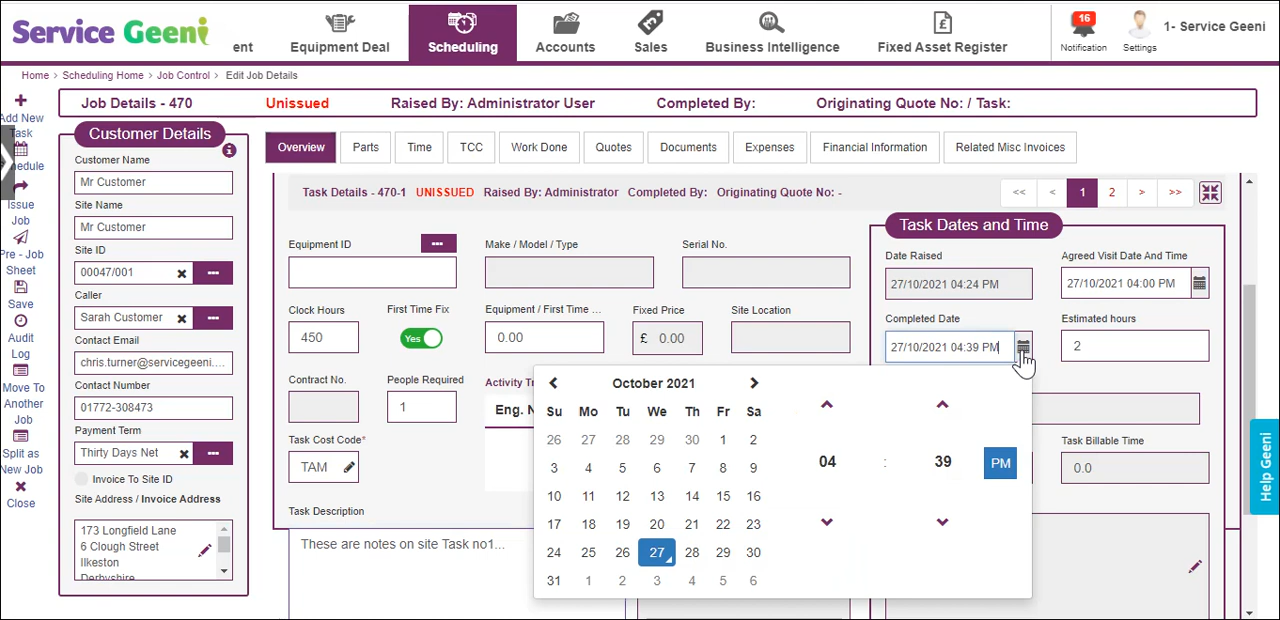 Service Geeni
ent
Equipment Deal
Scheduling
Accounts
Sales
Business Intelligence
Fixed Asset Register
16
Notification
Settings
1- Service Geeni
Home > Scheduling Home > Job Control > Edit Job Details
Job Details - 470
Unissued
Raised By: Administrator User
Completed By:
Originating Quote No: / Task:
Add New
Task
hedule
Issue
Job
Pre - Job
Sheet
Save
Audit
Log
Move To
Another
Job
Split as
New Job
Close
Customer Details
Customer Name
Mr Customer
Site Name
Mr Customer
Site ID
00047/001
Caller
Sarah Customer
Contact Email
chris.turner@servicegeeni....
Contact Number
01772-308473
Payment Term
Thirty Days Net
Invoice To Site ID
Site Address / Invoice Address
173 Longfield Lane
6 Clough Street
Ilkeston
Derbyshire
Overview
Parts
Time
TCC
Work Done
Quotes
Documents
Expenses
Financial Information
Related Misc Invoices
Task Details - 470-1 UNISSUED Raised By: Administrator Completed By: Originating Quote No: -
<< < 1 2 > >>
Equipment ID
Make / Model / Type
Serial No.
Clock Hours
450
First Time Fix
Yes
Equipment / First Time ...
0.00
Fixed Price
£ 0.00
Site Location
Contract No.
People Required
1
Activity Tr
Eng. N
Task Cost Code*
TAM
Task Description
These are notes on site Task no1...
Task Dates and Time
Date Raised
27/10/2021 04:24 PM
Agreed Visit Date And Time
27/10/2021 04:00 PM
Completed Date
27/10/2021 04:39 PM
Estimated hours
2
Task Billable Time
0.0
October 2021
Su Mo Tu We Th Fr Sa
26 27 28 29 30 1 2
3 4 5 6 7 8 9
10 11 12 13 14 15 16
17 18 19 20 21 22 23
24 25 26 27 28 29 30
31 1 2 3 4 5 6
04 : 39 PM
Help Geeni